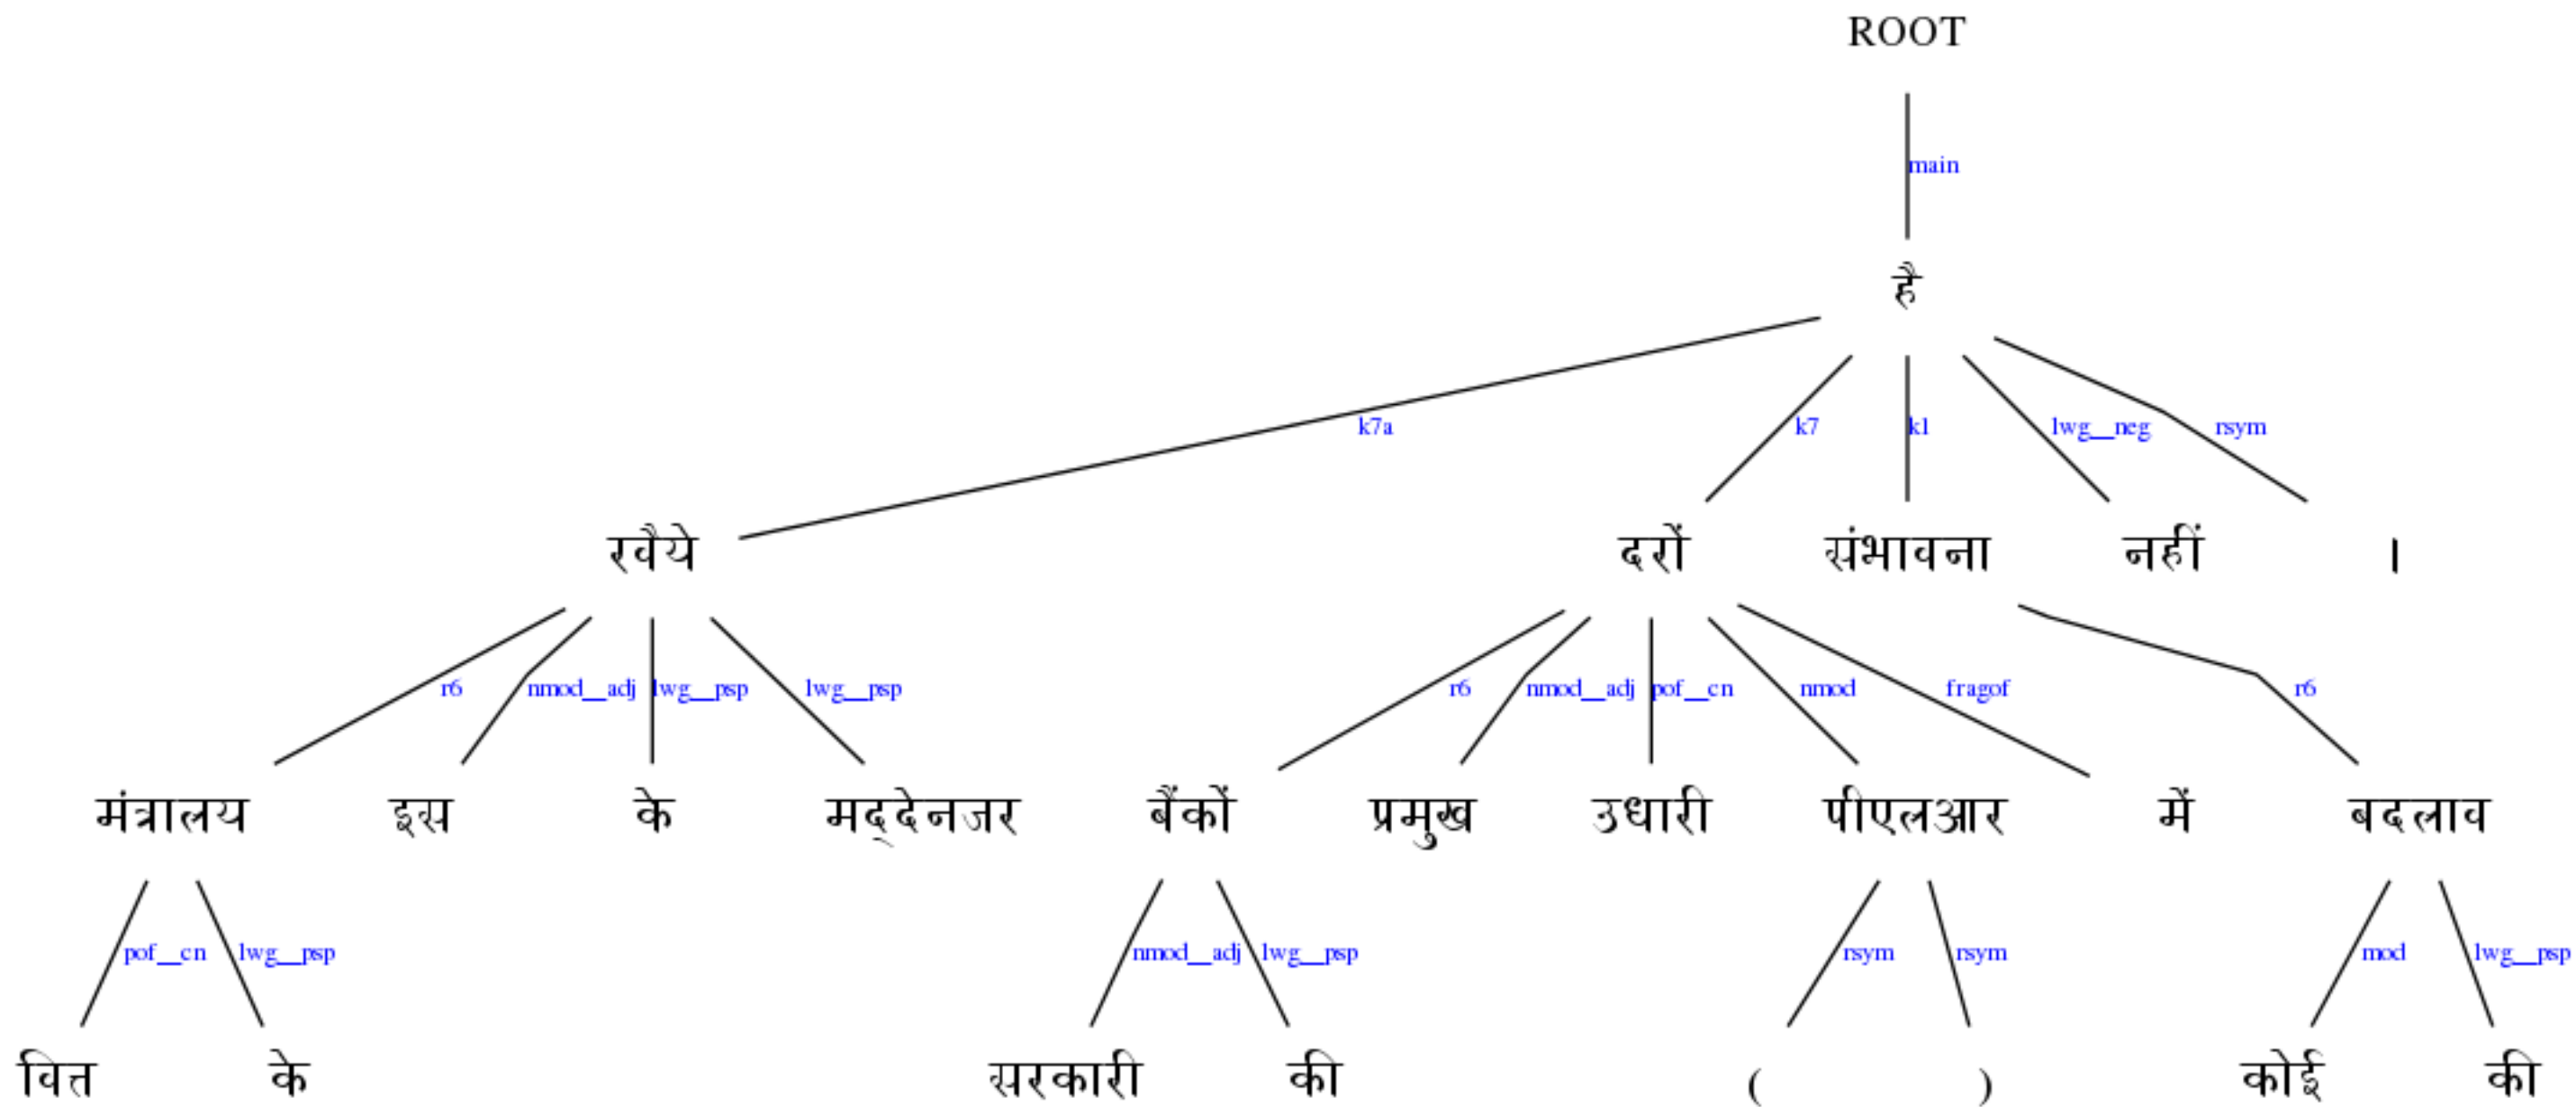 ROOT
main
है
k7a k7 k1 lwg__neg rsym
रवैये दरों संभावना नहीं ।
r6 nmod__adj lwg__psp lwg__psp r6 nmod__adj pof__cn nmod fragof r6
मंत्रालय इस के मद्देनजर बैंकों प्रमुख उधारी पीएलआर में बदलाव
pof__cn lwg__psp nmod__adj lwg__psp rsym rsym mod lwg__psp
वित्त के सरकारी की ( ) कोई की